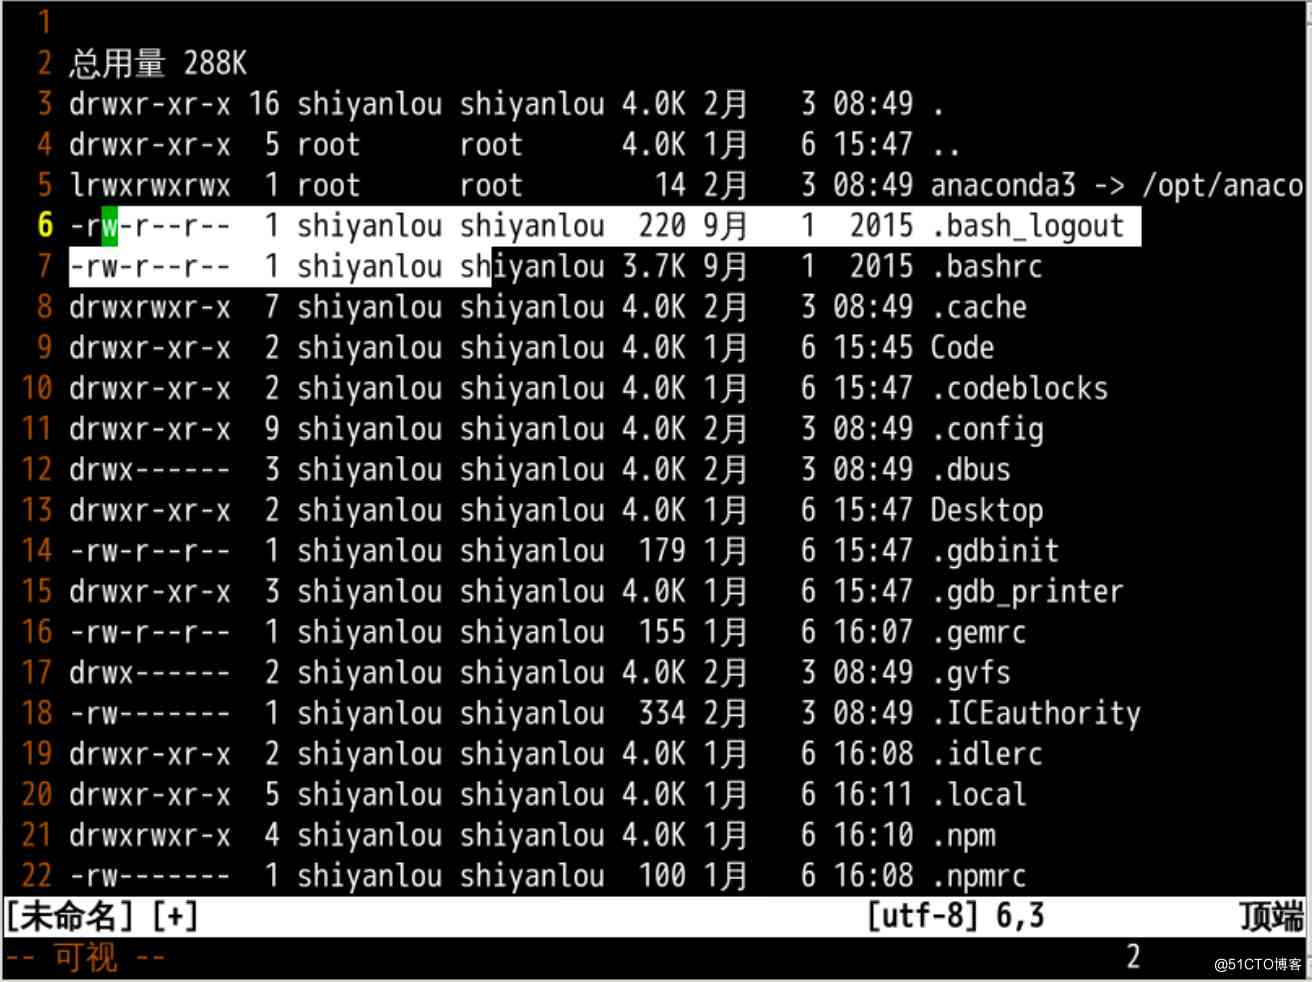 1
2 总用量 288K
3 drwxr-xr-x 16 shiyanlou shiyanlou 4.0K 2月   3 08:49 .
4 drwxr-xr-x  5 root      root      4.0K 1月   6 15:47 ..
5 lrwxrwxrwx  1 root      root        14 2月   3 08:49 anaconda3 -> /opt/anaco
6 -rw-r--r--  1 shiyanlou shiyanlou  220 9月   1  2015 .bash_logout
7 -rw-r--r--  1 shiyanlou shiyanlou 3.7K 9月   1  2015 .bashrc
8 drwxrwxr-x  7 shiyanlou shiyanlou 4.0K 2月   3 08:49 .cache
9 drwxr-xr-x  2 shiyanlou shiyanlou 4.0K 1月   6 15:45 Code
10 drwxr-xr-x  2 shiyanlou shiyanlou 4.0K 1月   6 15:47 .codeblocks
11 drwxr-xr-x  9 shiyanlou shiyanlou 4.0K 2月   3 08:49 .config
12 drwx------  3 shiyanlou shiyanlou 4.0K 2月   3 08:49 .dbus
13 drwxr-xr-x  2 shiyanlou shiyanlou 4.0K 1月   6 15:47 Desktop
14 -rw-r--r--  1 shiyanlou shiyanlou  179 1月   6 15:47 .gdbinit
15 drwxr-xr-x  3 shiyanlou shiyanlou 4.0K 1月   6 15:47 .gdb_printer
16 -rw-r--r--  1 shiyanlou shiyanlou  155 1月   6 16:07 .gemrc
17 drwx------  2 shiyanlou shiyanlou 4.0K 2月   3 08:49 .gvfs
18 -rw-------  1 shiyanlou shiyanlou  334 2月   3 08:49 .ICEauthority
19 drwxr-xr-x  2 shiyanlou shiyanlou 4.0K 1月   6 16:08 .idlerc
20 drwxr-xr-x  5 shiyanlou shiyanlou 4.0K 1月   6 16:11 .local
21 drwxrwxr-x  4 shiyanlou shiyanlou 4.0K 1月   6 16:10 .npm
22 -rw-------  1 shiyanlou shiyanlou  100 1月   6 16:08 .npmrc
[未命名] [+] [utf-8] 6,3 顶端
-- 可视 -- 2
@51CTO博客